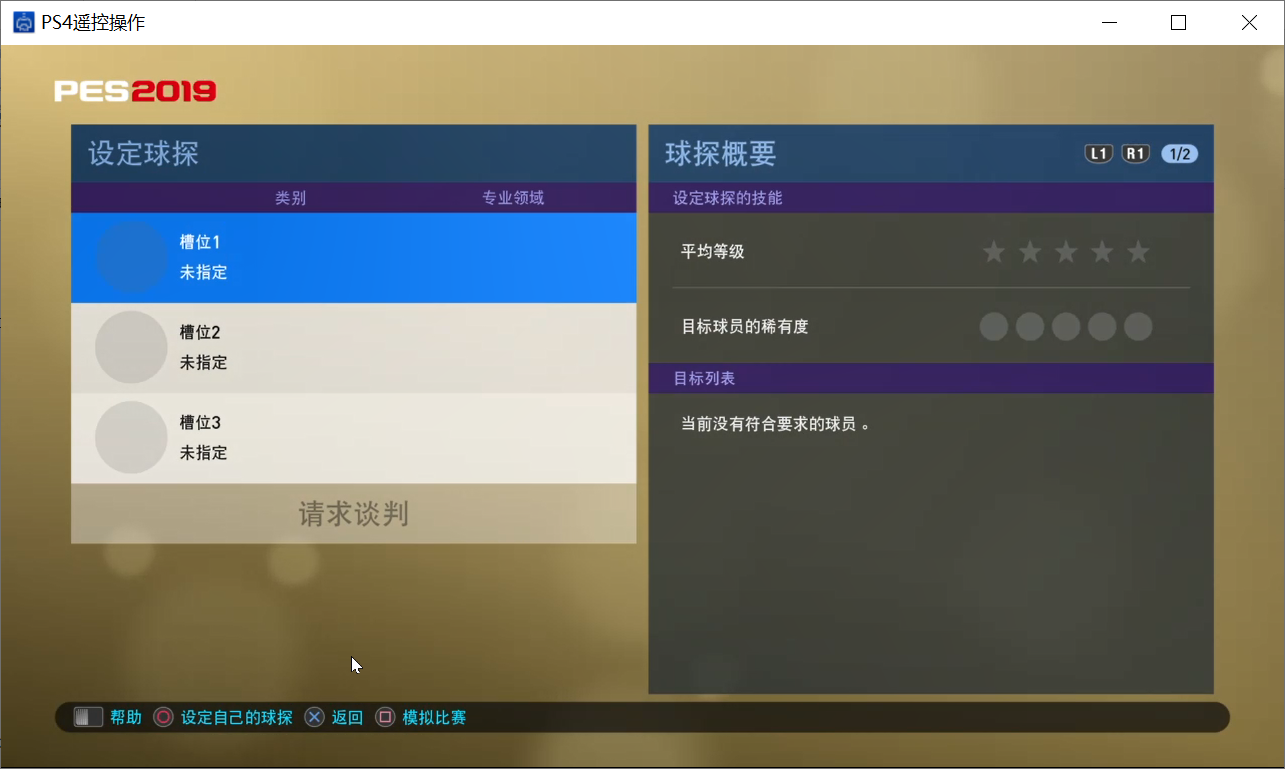 PS4遥控操作
PES2019
设定球探
类别 专业领域
槽位1
未指定
槽位2
未指定
槽位3
未指定
请求谈判
球探概要 L1 R1 1/2
设定球探的技能
平均等级
目标球员的稀有度
目标列表
当前没有符合要求的球员。
帮助 设定自己的球探 返回 模拟比赛